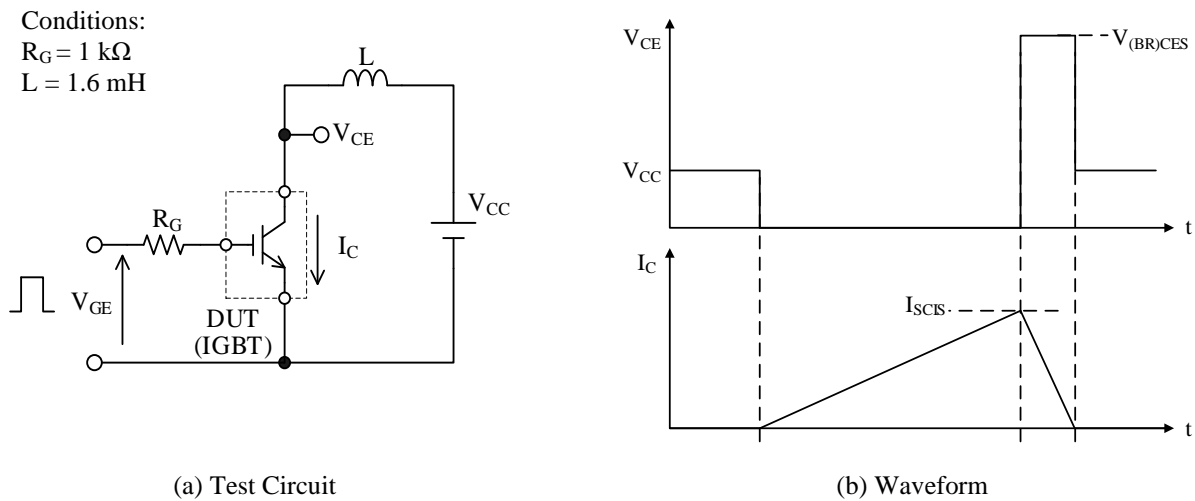 Conditions:
R_G = 1 kΩ
L = 1.6 mH
L
V_CE
V_CC
R_G
I_C
V_GE
DUT
(IGBT)
(a) Test Circuit
V_CE
V_(BR)CES
V_CC
t
I_C
I_SCIS
t
(b) Waveform